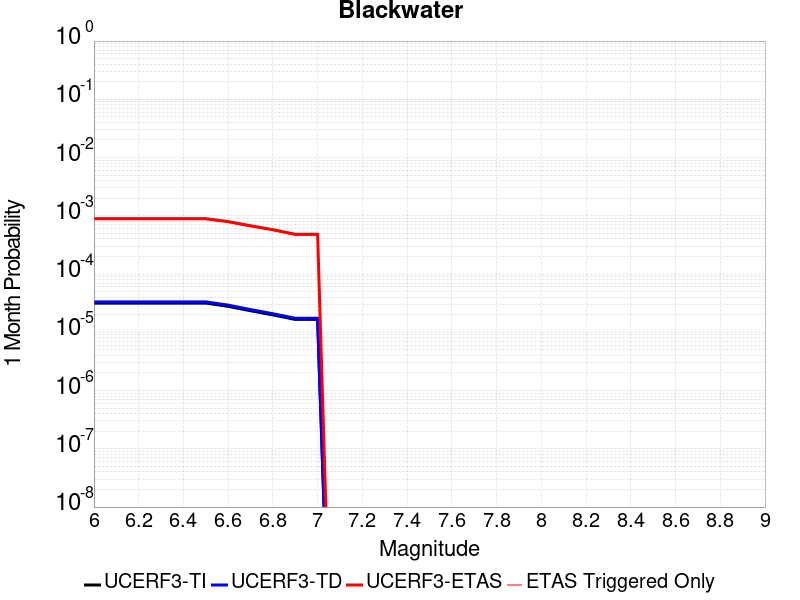 Blackwater
10^0
10^-1
10^-2
10^-3
10^-4
10^-5
10^-6
10^-7
10^-8
1 Month Probability
6 6.2 6.4 6.6 6.8 7 7.2 7.4 7.6 7.8 8 8.2 8.4 8.6 8.8 9
Magnitude
UCERF3-TI UCERF3-TD UCERF3-ETAS ETAS Triggered Only